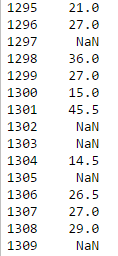 1295 21.0
1296 27.0
1297 NaN
1298 36.0
1299 27.0
1300 15.0
1301 45.5
1302 NaN
1303 NaN
1304 14.5
1305 NaN
1306 26.5
1307 27.0
1308 29.0
1309 NaN